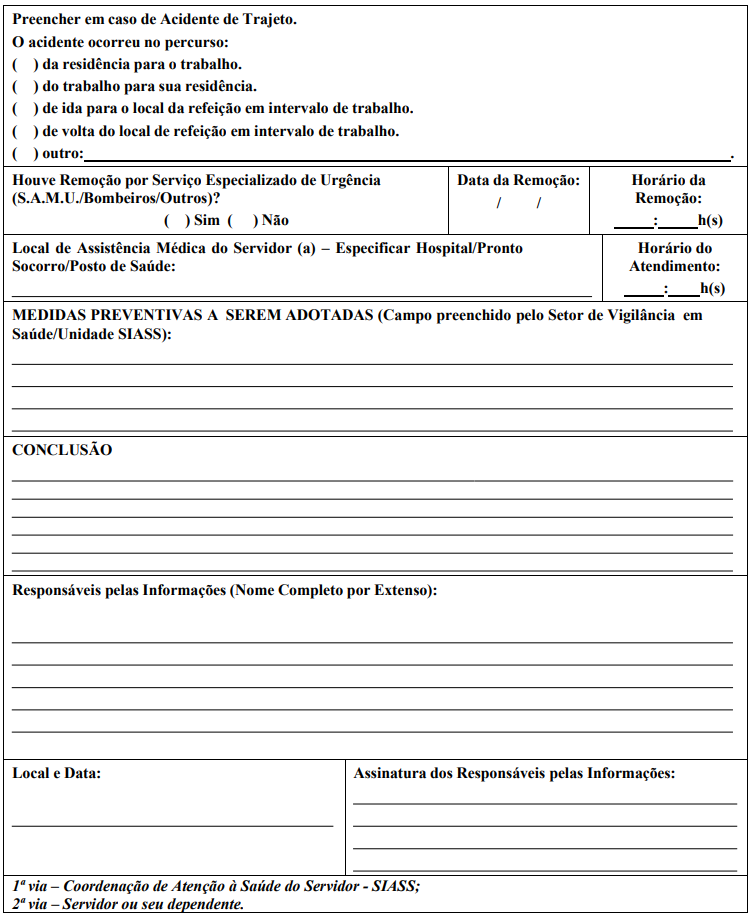 Preencher em caso de Acidente de Trajeto.
O acidente ocorreu no percurso:
(    ) da residência para o trabalho.
(    ) do trabalho para sua residência.
(    ) de ida para o local da refeição em intervalo de trabalho.
(    ) de volta do local de refeição em intervalo de trabalho.
(    ) outro:______________________________.
Houve Remoção por Serviço Especializado de Urgência
(S.A.M.U./Bombeiros/Outros)?
(    ) Sim  (    ) Não
Data da Remoção:
/        /
Horário da
Remoção:
_____:_____h(s)
Local de Assistência Médica do Servidor (a) – Especificar Hospital/Pronto
Socorro/Posto de Saúde:
Horário do
Atendimento:
_____:____h(s)
MEDIDAS PREVENTIVAS A  SEREM ADOTADAS (Campo preenchido pelo Setor de Vigilância  em
Saúde/Unidade SIASS):
CONCLUSÃO
Responsáveis pelas Informações (Nome Completo por Extenso):
Local e Data:
Assinatura dos Responsáveis pelas Informações:
1ª via – Coordenação de Atenção à Saúde do Servidor - SIASS;
2ª via – Servidor ou seu dependente.